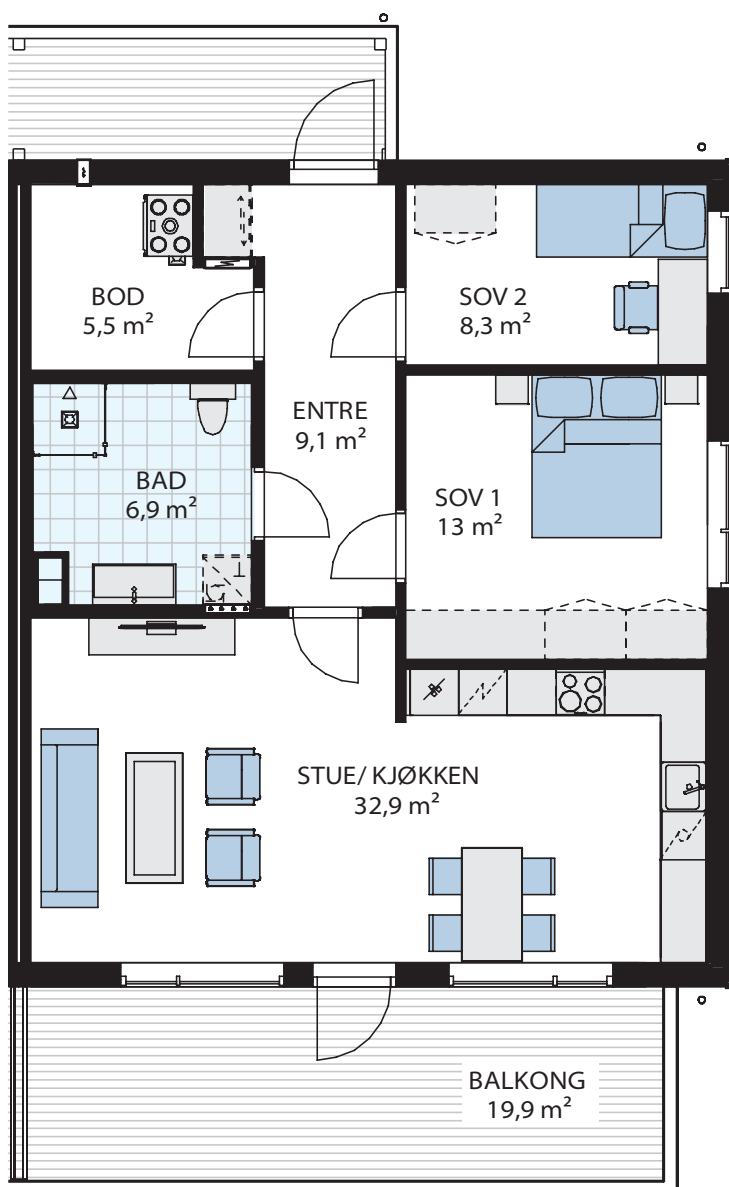 BOD
5,5 m²
SOV 2
8,3 m²
ENTRE
9,1 m²
BAD
6,9 m²
SOV 1
13 m²
STUE/ KJØKKEN
32,9 m²
BALKONG
19,9 m²